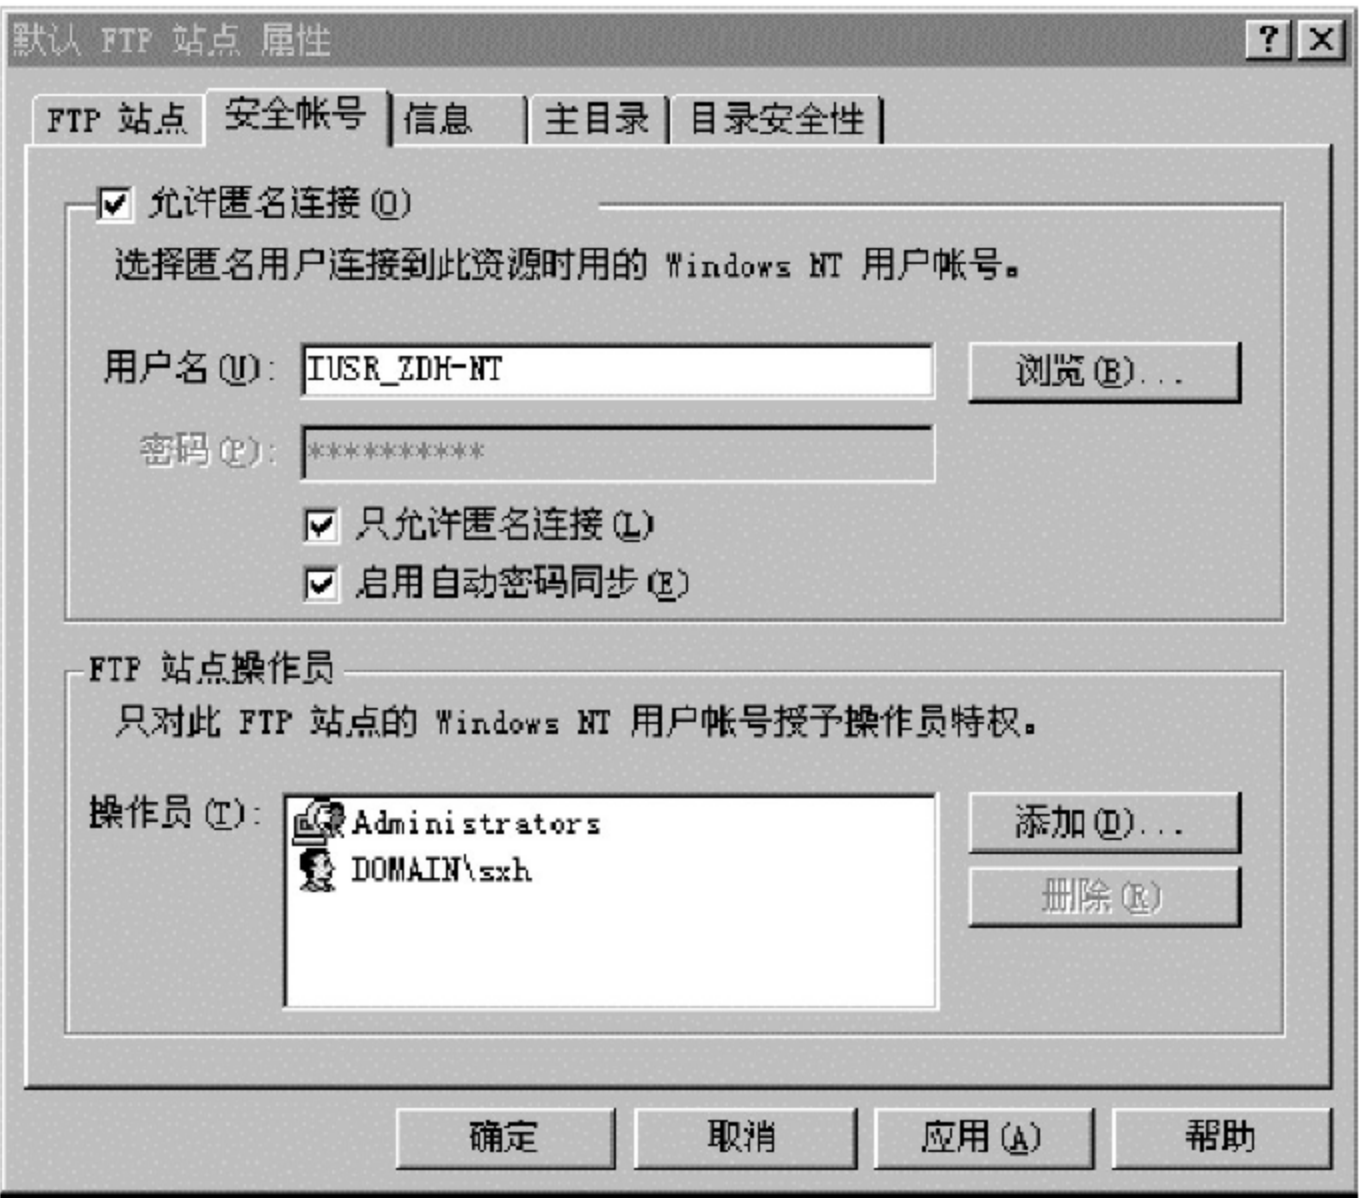 默认 FTP 站点 属性
FTP 站点 安全帐号 信息 主目录 目录安全性
允许匿名连接(O)
选择匿名用户连接到此资源时用的 Windows NT 用户帐号。
用户名(U): IUSR_ZDH-NT 浏览(B)...
密码(P): **********
只允许匿名连接(L)
启用自动密码同步(E)
FTP 站点操作员
只对此 FTP 站点的 Windows NT 用户帐号授予操作员特权。
操作员(T): Administrators 添加(D)...
DOMAIN\sxh 删除(R)
确定 取消 应用(A) 帮助